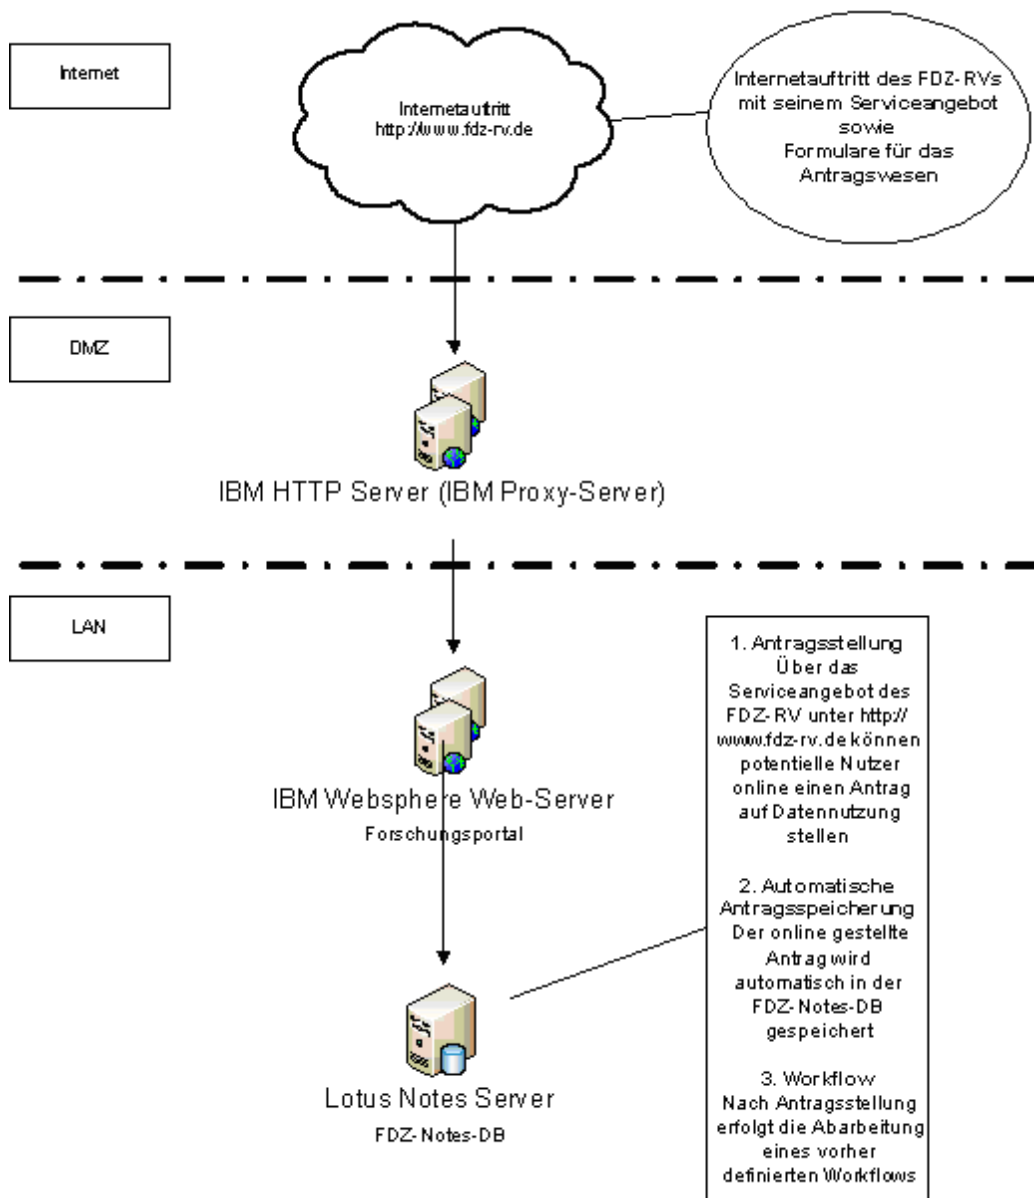 Internet
Internetauftritt
http://www.fdz-rv.de
Internetauftritt des FDZ-RVs
mit seinem Serviceangebot
sowie
Formulare für das
Antragswesen
DMZ
IBM HTTP Server (IBM Proxy-Server)
LAN
IBM Websphere Web-Server
Forschungsportal
1. Antragsstellung
Über das
Serviceangebot des
FDZ-RV unter http://
www.fdz-rv.de können
potentielle Nutzer
online einen Antrag
auf Datennutzung
stellen
2. Automatische
Antragsspeicherung
Der online gestellte
Antrag wird
automatisch in der
FDZ-Notes-DB
gespeichert
3. Workflow
Nach Antragsstellung
erfolgt die Abarbeitung
eines vorher
definierten Workflows
Lotus Notes Server
FDZ-Notes-DB